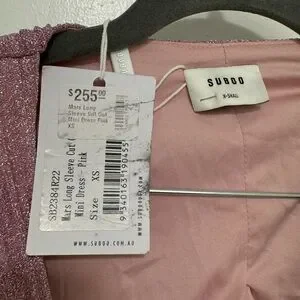 $255.00
Mars Long
Sleeve Cut Out
Mini Dress Pink
XS
SB2384R22
Mars Long Sleeve Cut
Mini Dress - Pink
Size XS
9340163190435
WWW.SUBOO.COM.AU
SUBOO
X-SMALL